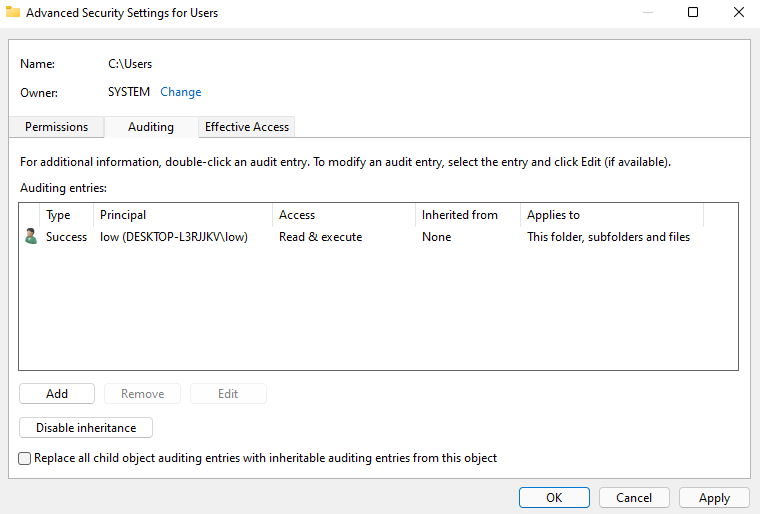 Advanced Security Settings for Users
Name: C:\Users
Owner: SYSTEM Change
Permissions Auditing Effective Access
For additional information, double-click an audit entry. To modify an audit entry, select the entry and click Edit (if available).
Auditing entries:
Type Principal Access Inherited from Applies to
Success low (DESKTOP-L3RJJKV\low) Read & execute None This folder, subfolders and files
Add Remove Edit
Disable inheritance
Replace all child object auditing entries with inheritable auditing entries from this object
OK Cancel Apply